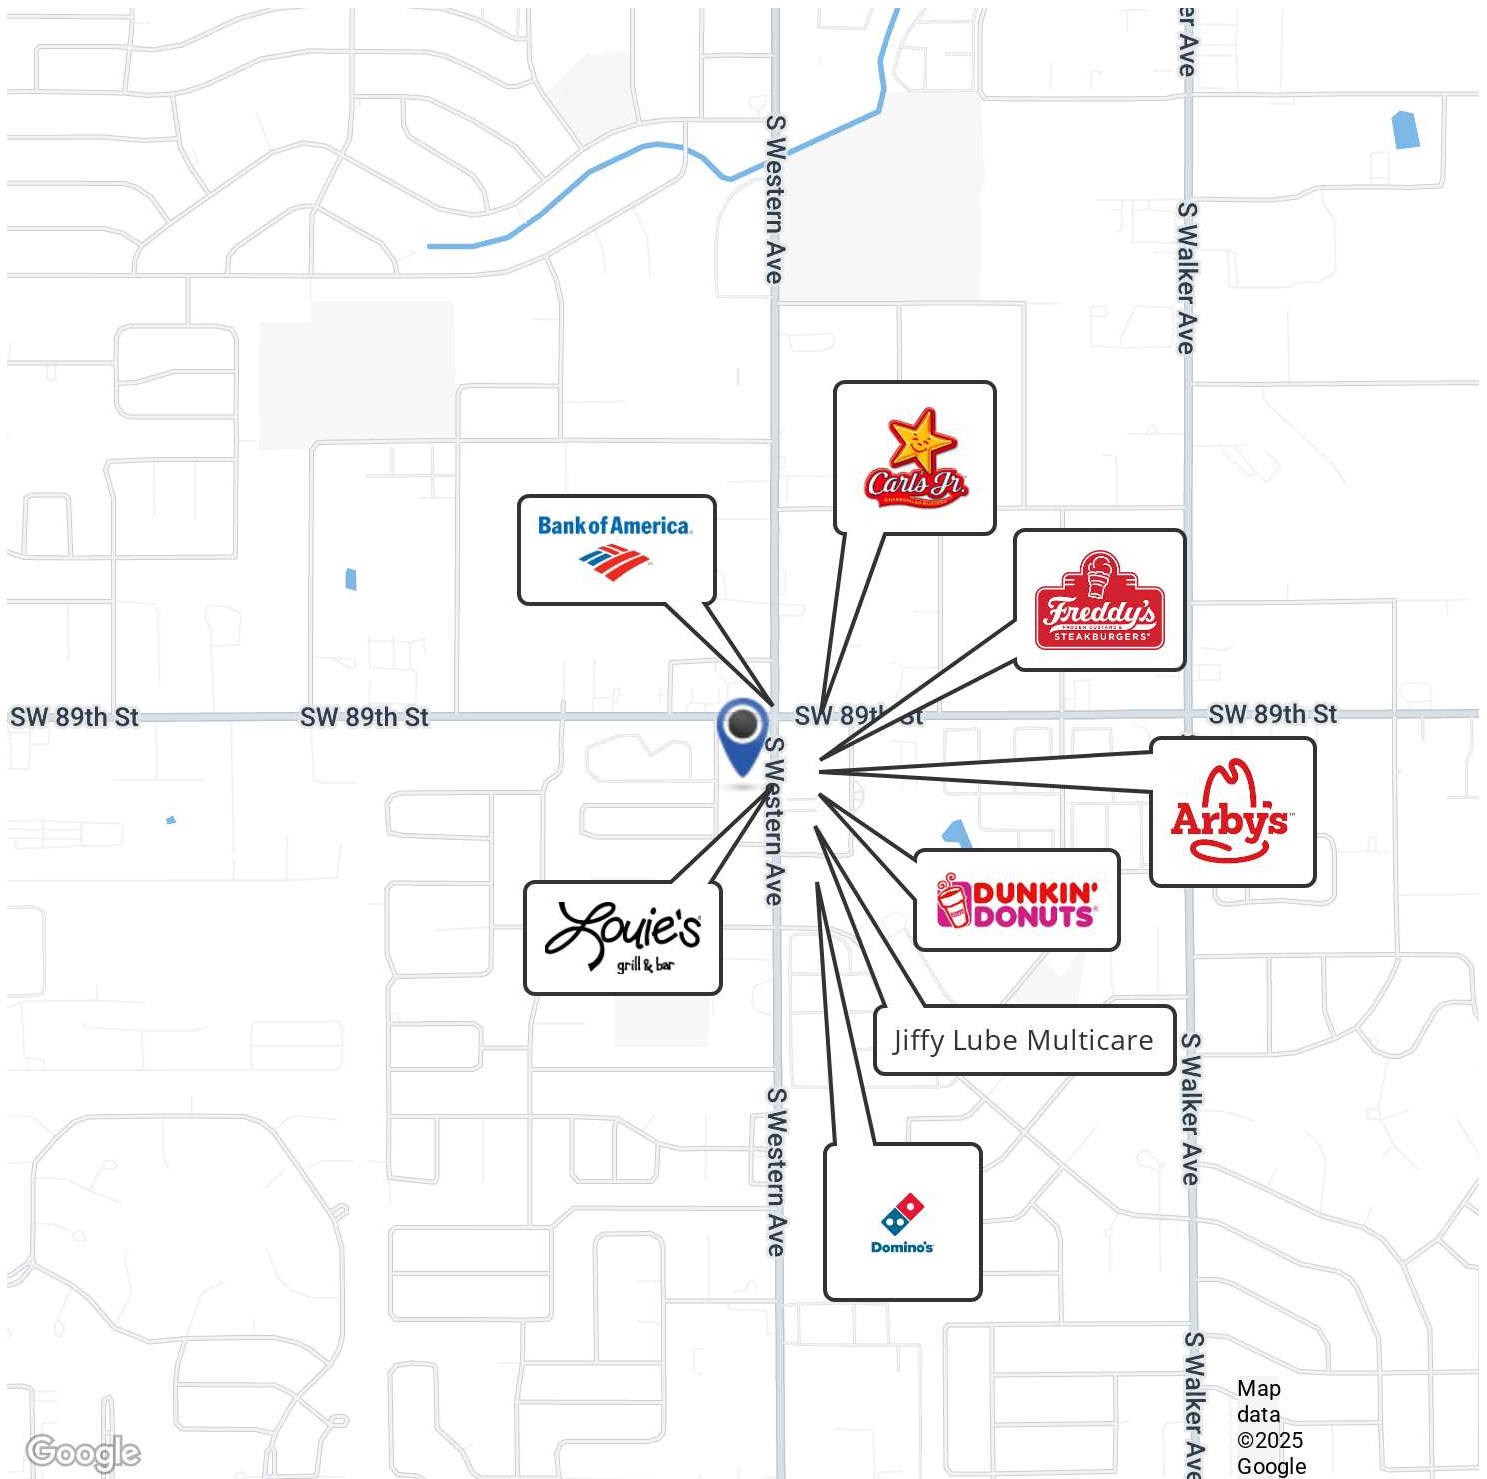 er Ave
S Western Ave
S Walker Ave
Carl's Jr.
Bank of America
Freddy's
FROZEN CUSTARD &
STEAKBURGERS®
SW 89th St
SW 89th St
SW 89th St
SW 89th St
S Western Ave
Arby's™
DUNKIN'
DONUTS®
Louie's
grill & bar
Jiffy Lube Multicare
S Walker Ave
S Western Ave
Domino's
S Walker Ave
Map
data
©2025
Google
Google